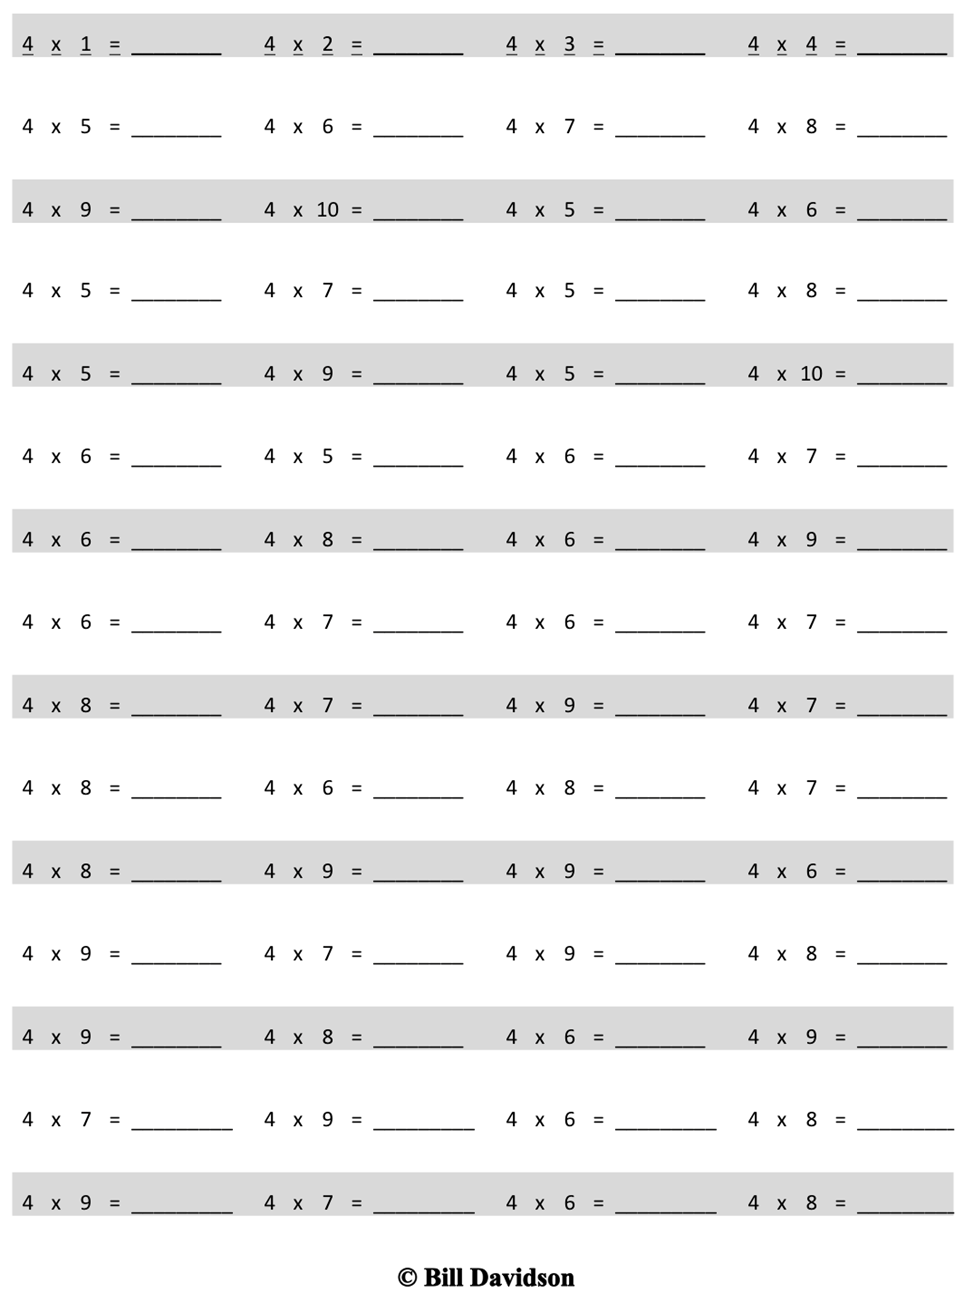 4 x 1 = ________ 4 x 2 = ________ 4 x 3 = ________ 4 x 4 = ________
4 x 5 = ________ 4 x 6 = ________ 4 x 7 = ________ 4 x 8 = ________
4 x 9 = ________ 4 x 10 = ________ 4 x 5 = ________ 4 x 6 = ________
4 x 5 = ________ 4 x 7 = ________ 4 x 5 = ________ 4 x 8 = ________
4 x 5 = ________ 4 x 9 = ________ 4 x 5 = ________ 4 x 10 = ________
4 x 6 = ________ 4 x 5 = ________ 4 x 6 = ________ 4 x 7 = ________
4 x 6 = ________ 4 x 8 = ________ 4 x 6 = ________ 4 x 9 = ________
4 x 6 = ________ 4 x 7 = ________ 4 x 6 = ________ 4 x 7 = ________
4 x 8 = ________ 4 x 7 = ________ 4 x 9 = ________ 4 x 7 = ________
4 x 8 = ________ 4 x 6 = ________ 4 x 8 = ________ 4 x 7 = ________
4 x 8 = ________ 4 x 9 = ________ 4 x 9 = ________ 4 x 6 = ________
4 x 9 = ________ 4 x 7 = ________ 4 x 9 = ________ 4 x 8 = ________
4 x 9 = ________ 4 x 8 = ________ 4 x 6 = ________ 4 x 9 = ________
4 x 7 = _________ 4 x 9 = _________ 4 x 6 = _________ 4 x 8 = _________
4 x 9 = _________ 4 x 7 = _________ 4 x 6 = _________ 4 x 8 = _________
© Bill Davidson